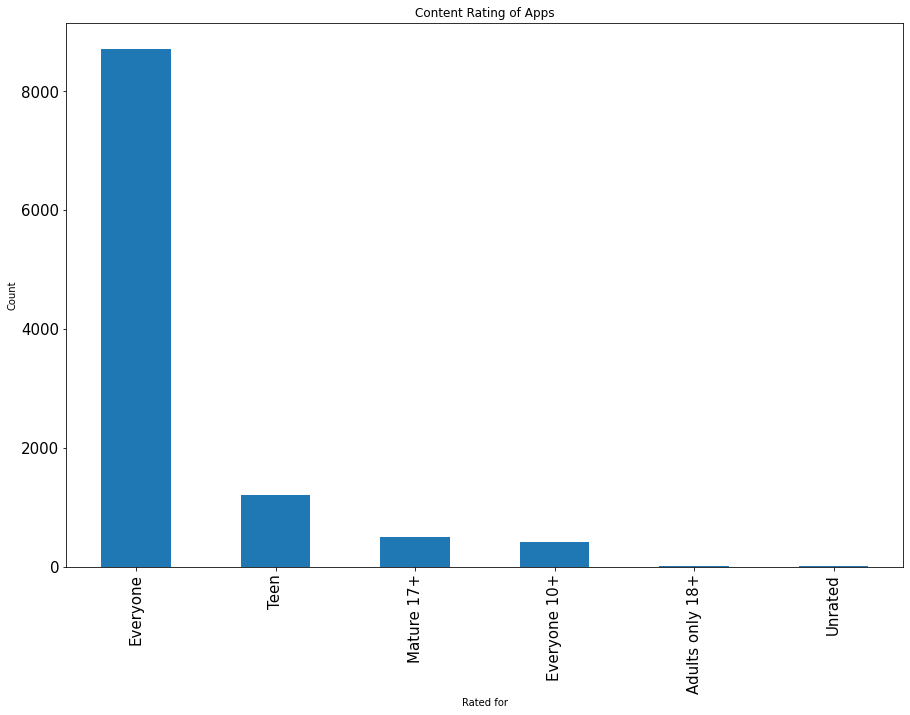 Content Rating of Apps
Count
8000
6000
4000
2000
0
Everyone
Teen
Mature 17+
Everyone 10+
Adults only 18+
Unrated
Rated for